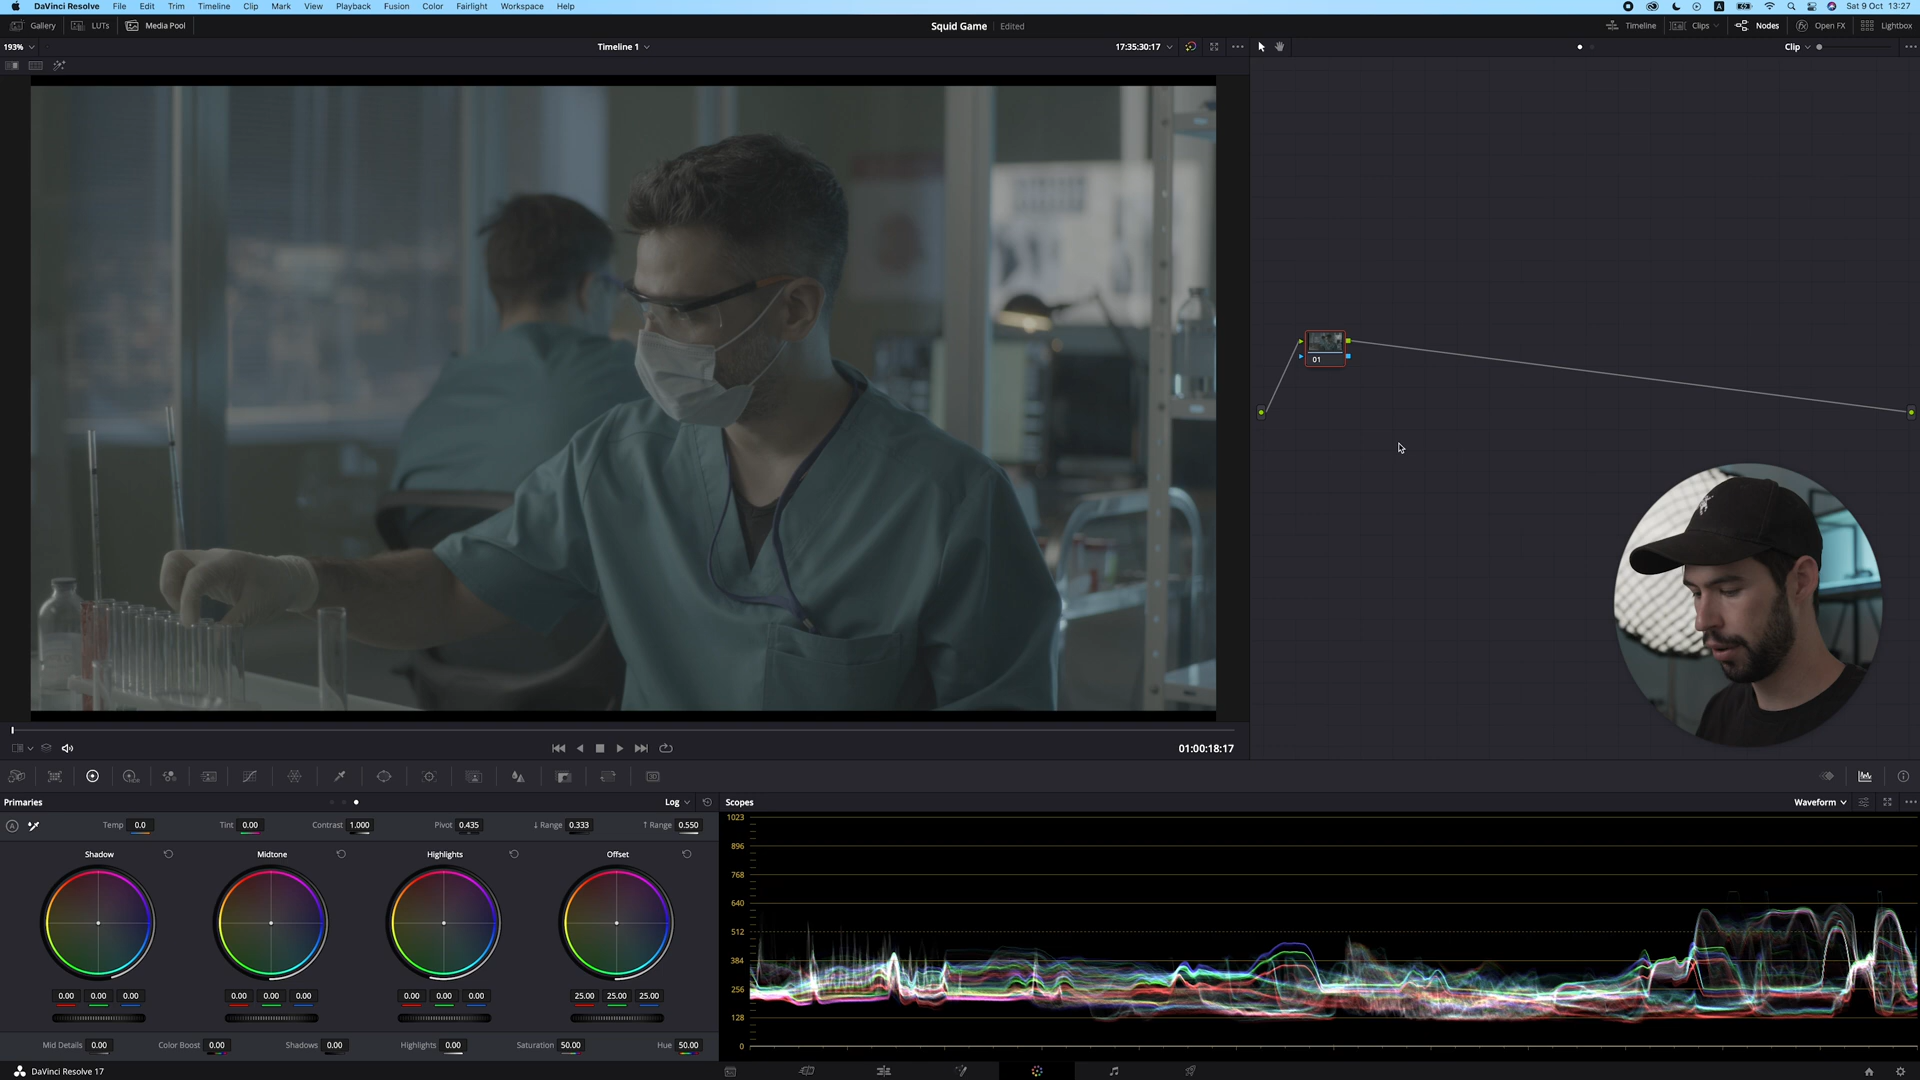 DaVinci Resolve File Edit Trim Timeline Clip Mark View Playback Fusion Color Fairlight Workspace Help
A Sat 9 Oct 13:27
Gallery LUTs Media Pool
Squid Game Edited
Timeline Clips Nodes Open FX Lightbox
193%
Timeline 1
17:35:30:17
Clip
01
01:00:18:17
Primaries
Log
Scopes
Waveform
A
Temp 0.0 Tint 0.00 Contrast 1.000 Pivot 0.435 ↓ Range 0.333 ↑ Range 0.550
Shadow Midtone Highlights Offset
0.00 0.00 0.00 0.00 0.00 0.00 0.00 0.00 0.00 25.00 25.00 25.00
Mid Details 0.00 Color Boost 0.00 Shadows 0.00 Highlights 0.00 Saturation 50.00 Hue 50.00
1023
896
768
640
512
384
256
128
0
DaVinci Resolve 17